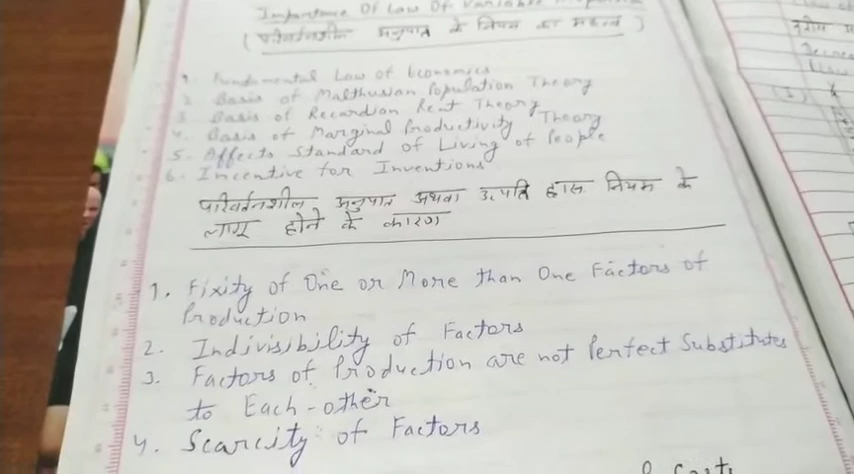 Importance Of Law Of Variable
(परिवर्तनशील अनुपात के नियम का महत्व)
1. Fundamental Law of Economics
2. Basis of Malthusian Population Theory
3. Basis of Recardian Rent Theory
4. Basis of Marginal Productivity Theory
5. Affects Standard of Living of People
6. Incentive for Inventions
परिवर्तनशील अनुपात अथवा उत्पति ह्रास नियम के
लागू होने के कारण
1. Fixity of One or More than One Factors of
Production
2. Indivisibility of Factors
3. Factors of Production are not Perfect Substitutes
to Each-other
4. Scarcity of Factors